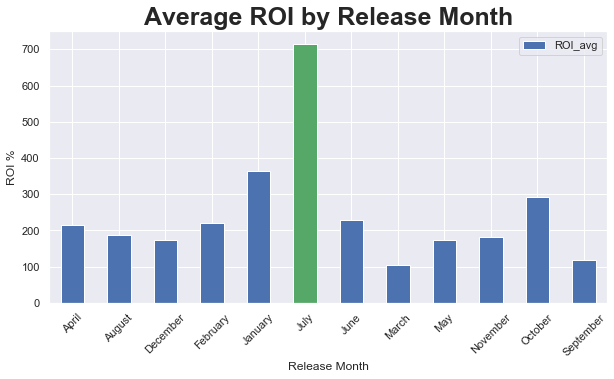 Average ROI by Release Month
ROI_avg
ROI %
700
600
500
400
300
200
100
0
April
August
December
February
January
July
June
March
May
November
October
September
Release Month